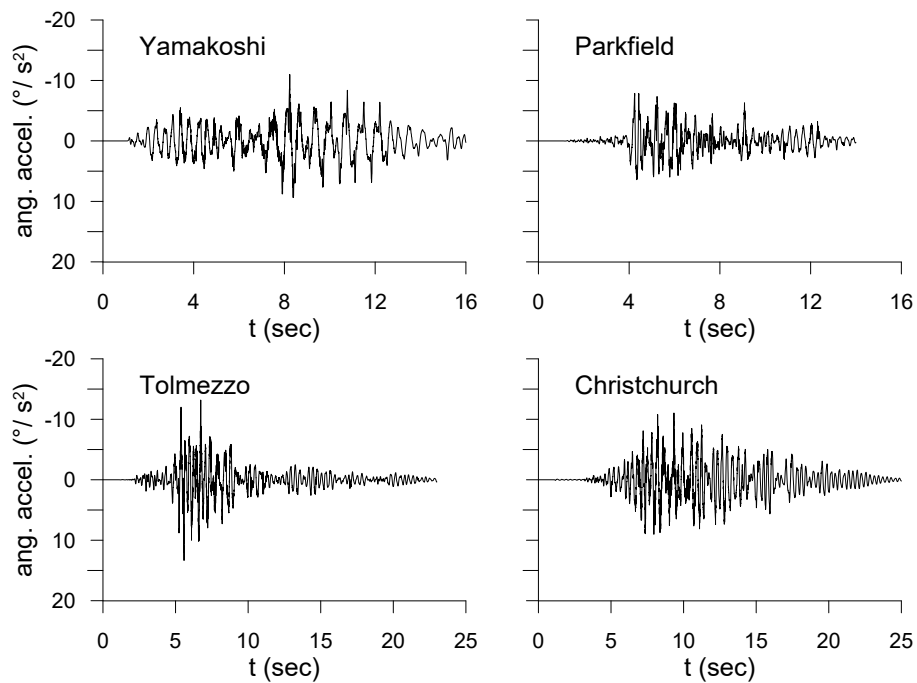 -20
Yamakoshi
Parkfield
-10
0
10
20
ang. accel. (°/ s²)
0 4 8 12 16
t (sec)
0 4 8 12 16
t (sec)
-20
Tolmezzo
Christchurch
-10
0
10
20
ang. accel. (°/ s²)
0 5 10 15 20 25
t (sec)
0 5 10 15 20 25
t (sec)